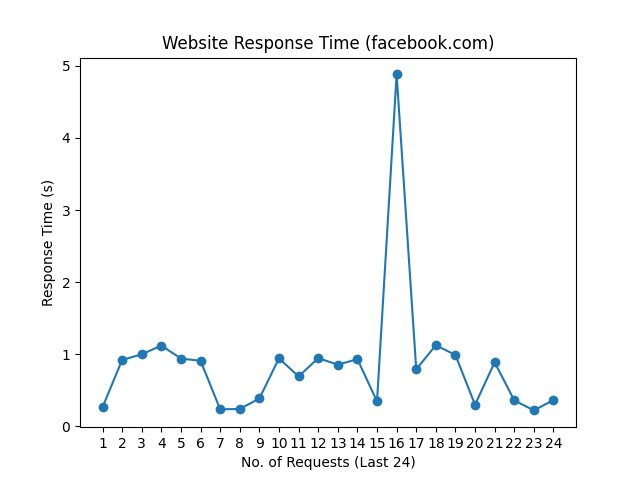 Website Response Time (facebook.com)
Response Time (s)
5
4
3
2
1
0
1 2 3 4 5 6 7 8 9 10 11 12 13 14 15 16 17 18 19 20 21 22 23 24
No. of Requests (Last 24)